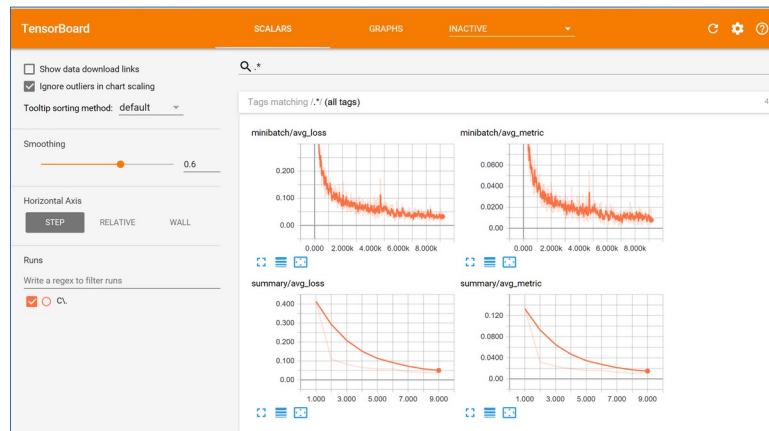 TensorBoard SCALARS GRAPHS INACTIVE
Show data download links
Ignore outliers in chart scaling
Tooltip sorting method: default
Smoothing
0.6
Horizontal Axis
STEP RELATIVE WALL
Runs
Write a regex to filter runs
C\.
.*
Tags matching /.*/ (all tags) 4
minibatch/avg_loss
0.200
0.100
0.00
0.000 2.000k 4.000k 6.000k 8.000k
minibatch/avg_metric
0.0600
0.0400
0.0200
0.00
0.000 2.000k 4.000k 6.000k 8.000k
summary/avg_loss
0.400
0.300
0.200
0.100
0.00
1.000 3.000 5.000 7.000 9.000
summary/avg_metric
0.120
0.0800
0.0400
0.00
1.000 3.000 5.000 7.000 9.000